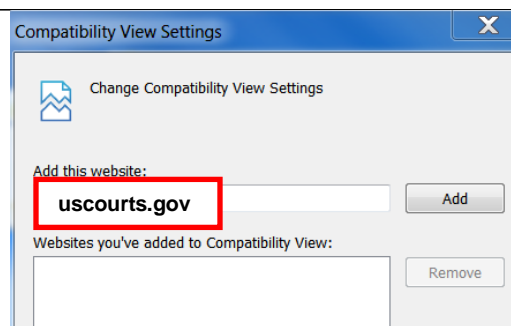 Compatibility View Settings
X
Change Compatibility View Settings
Add this website:
uscourts.gov
Add
Websites you've added to Compatibility View:
Remove